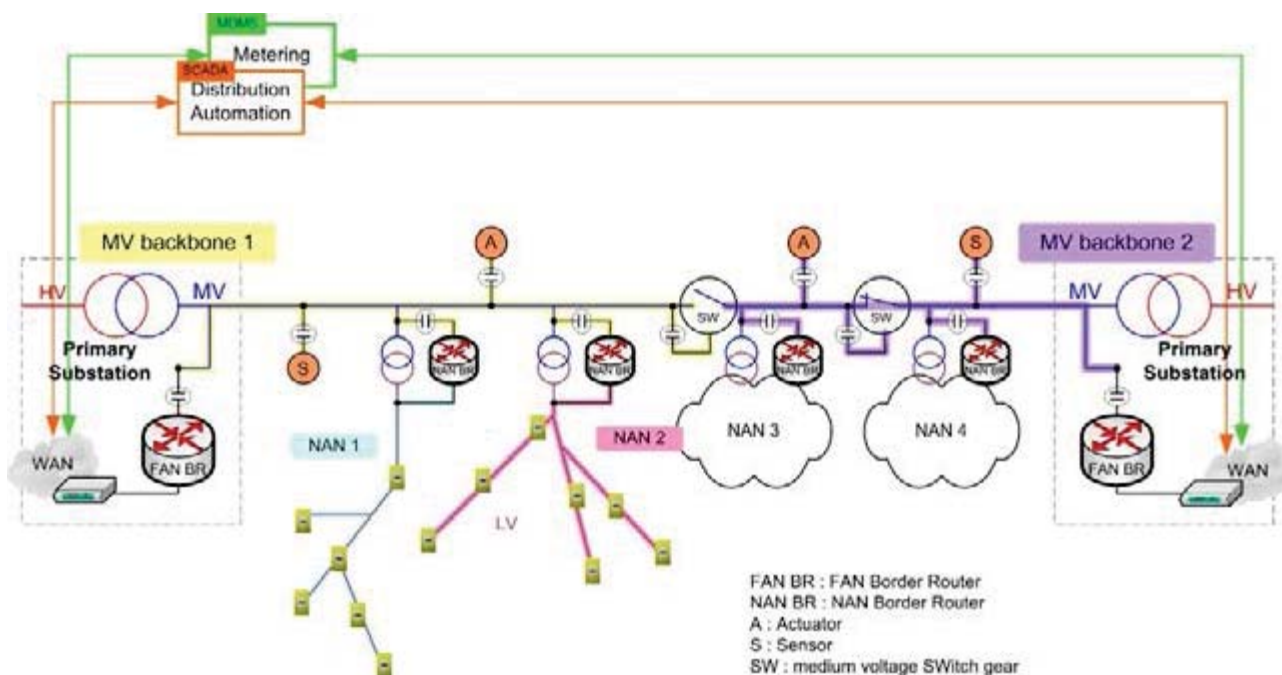 MDMS
Metering
SCADA
Distribution
Automation
MV backbone 1
A
A
S
MV backbone 2
HV
MV
SW
SW
MV
HV
Primary
Substation
S
NAN BR
NAN BR
NAN BR
NAN BR
Primary
Substation
WAN
FAN BR
NAN 1
NAN 2
NAN 3
NAN 4
FAN BR
WAN
LV
FAN BR : FAN Border Router
NAN BR : NAN Border Router
A : Actuator
S : Sensor
SW : medium voltage SWitch gear